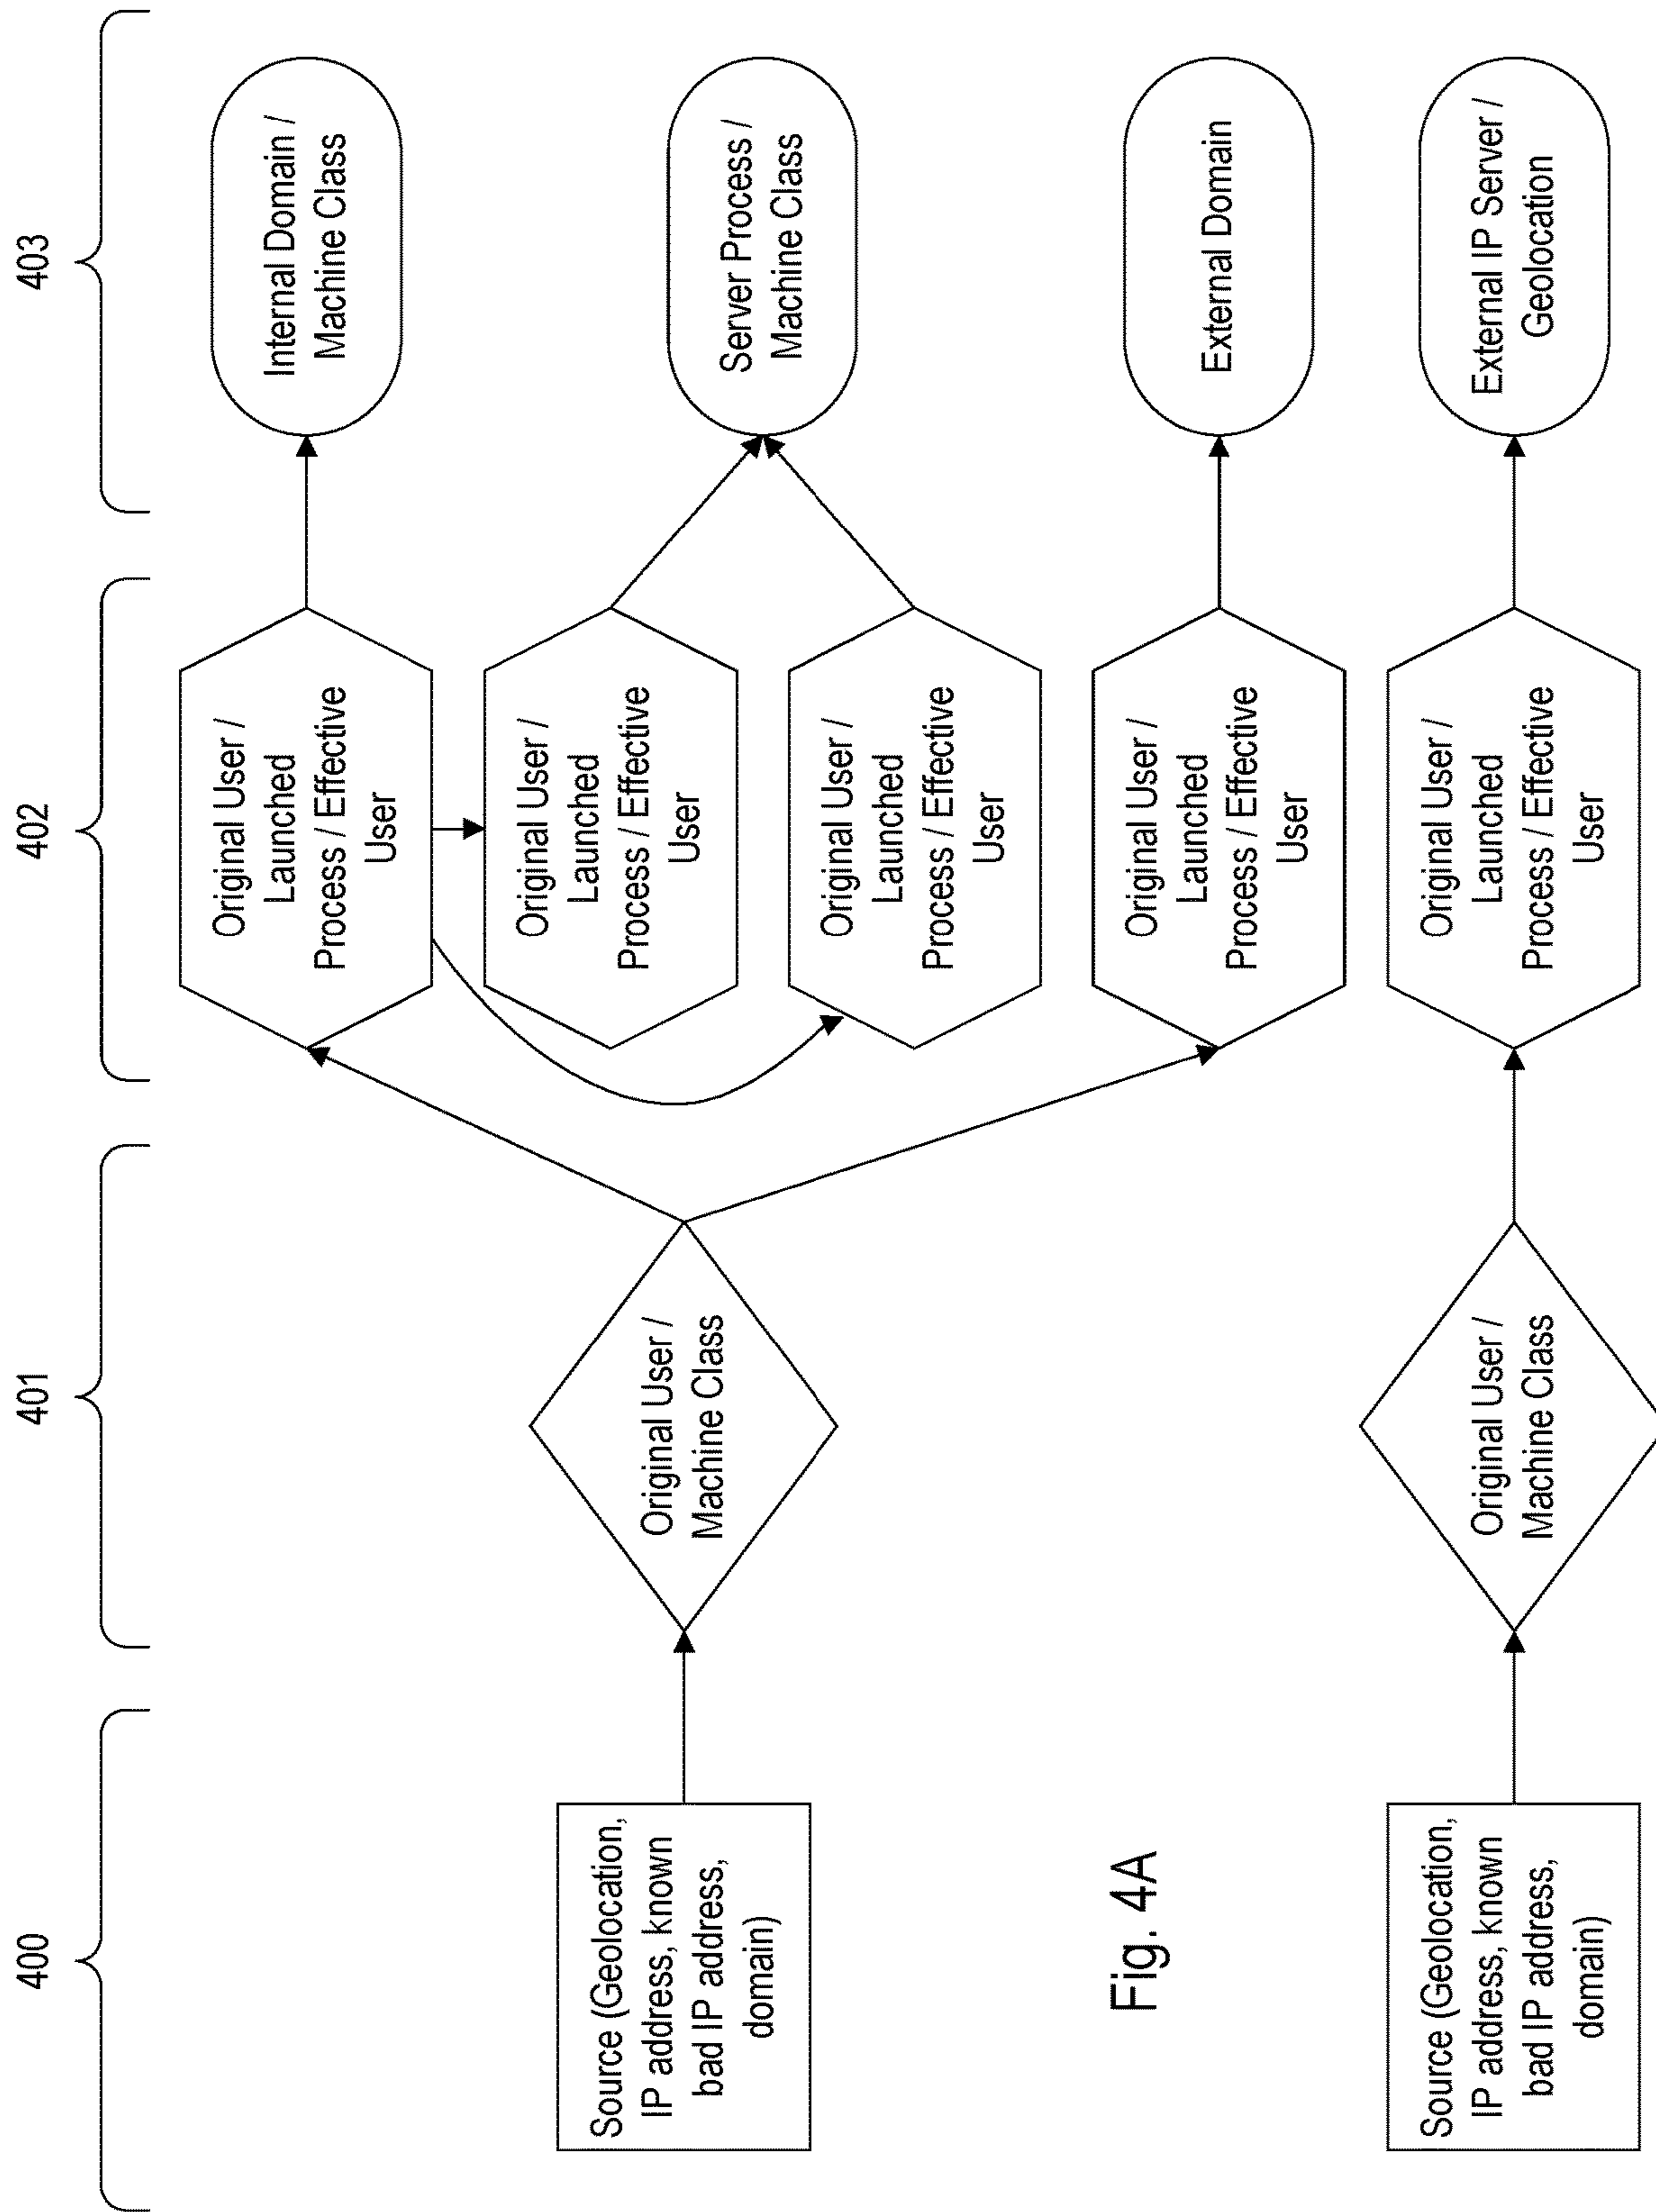 400
401
402
403
Source (Geolocation,
IP address, known
bad IP address,
domain)
Original User /
Machine Class
Original User /
Launched
Process / Effective
User
Internal Domain /
Machine Class
Original User /
Launched
Process / Effective
User
Original User /
Launched
Process / Effective
User
Server Process /
Machine Class
Original User /
Launched
Process / Effective
User
External Domain
Source (Geolocation,
IP address, known
bad IP address,
domain)
Original User /
Machine Class
Original User /
Launched
Process / Effective
User
External IP Server /
Geolocation
Fig. 4A